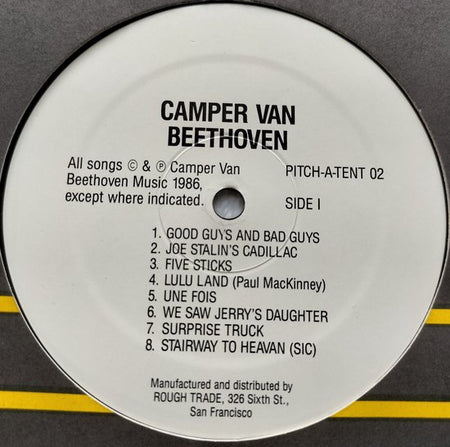 CAMPER VAN
BEETHOVEN
All songs © & ℗ Camper Van
Beethoven Music 1986,
except where indicated.
PITCH-A-TENT 02
SIDE I
1. GOOD GUYS AND BAD GUYS
2. JOE STALIN'S CADILLAC
3. FIVE STICKS
4. LULU LAND (Paul MacKinney)
5. UNE FOIS
6. WE SAW JERRY'S DAUGHTER
7. SURPRISE TRUCK
8. STAIRWAY TO HEAVAN (SIC)
Manufactured and distributed by
ROUGH TRADE, 326 Sixth St.,
San Francisco